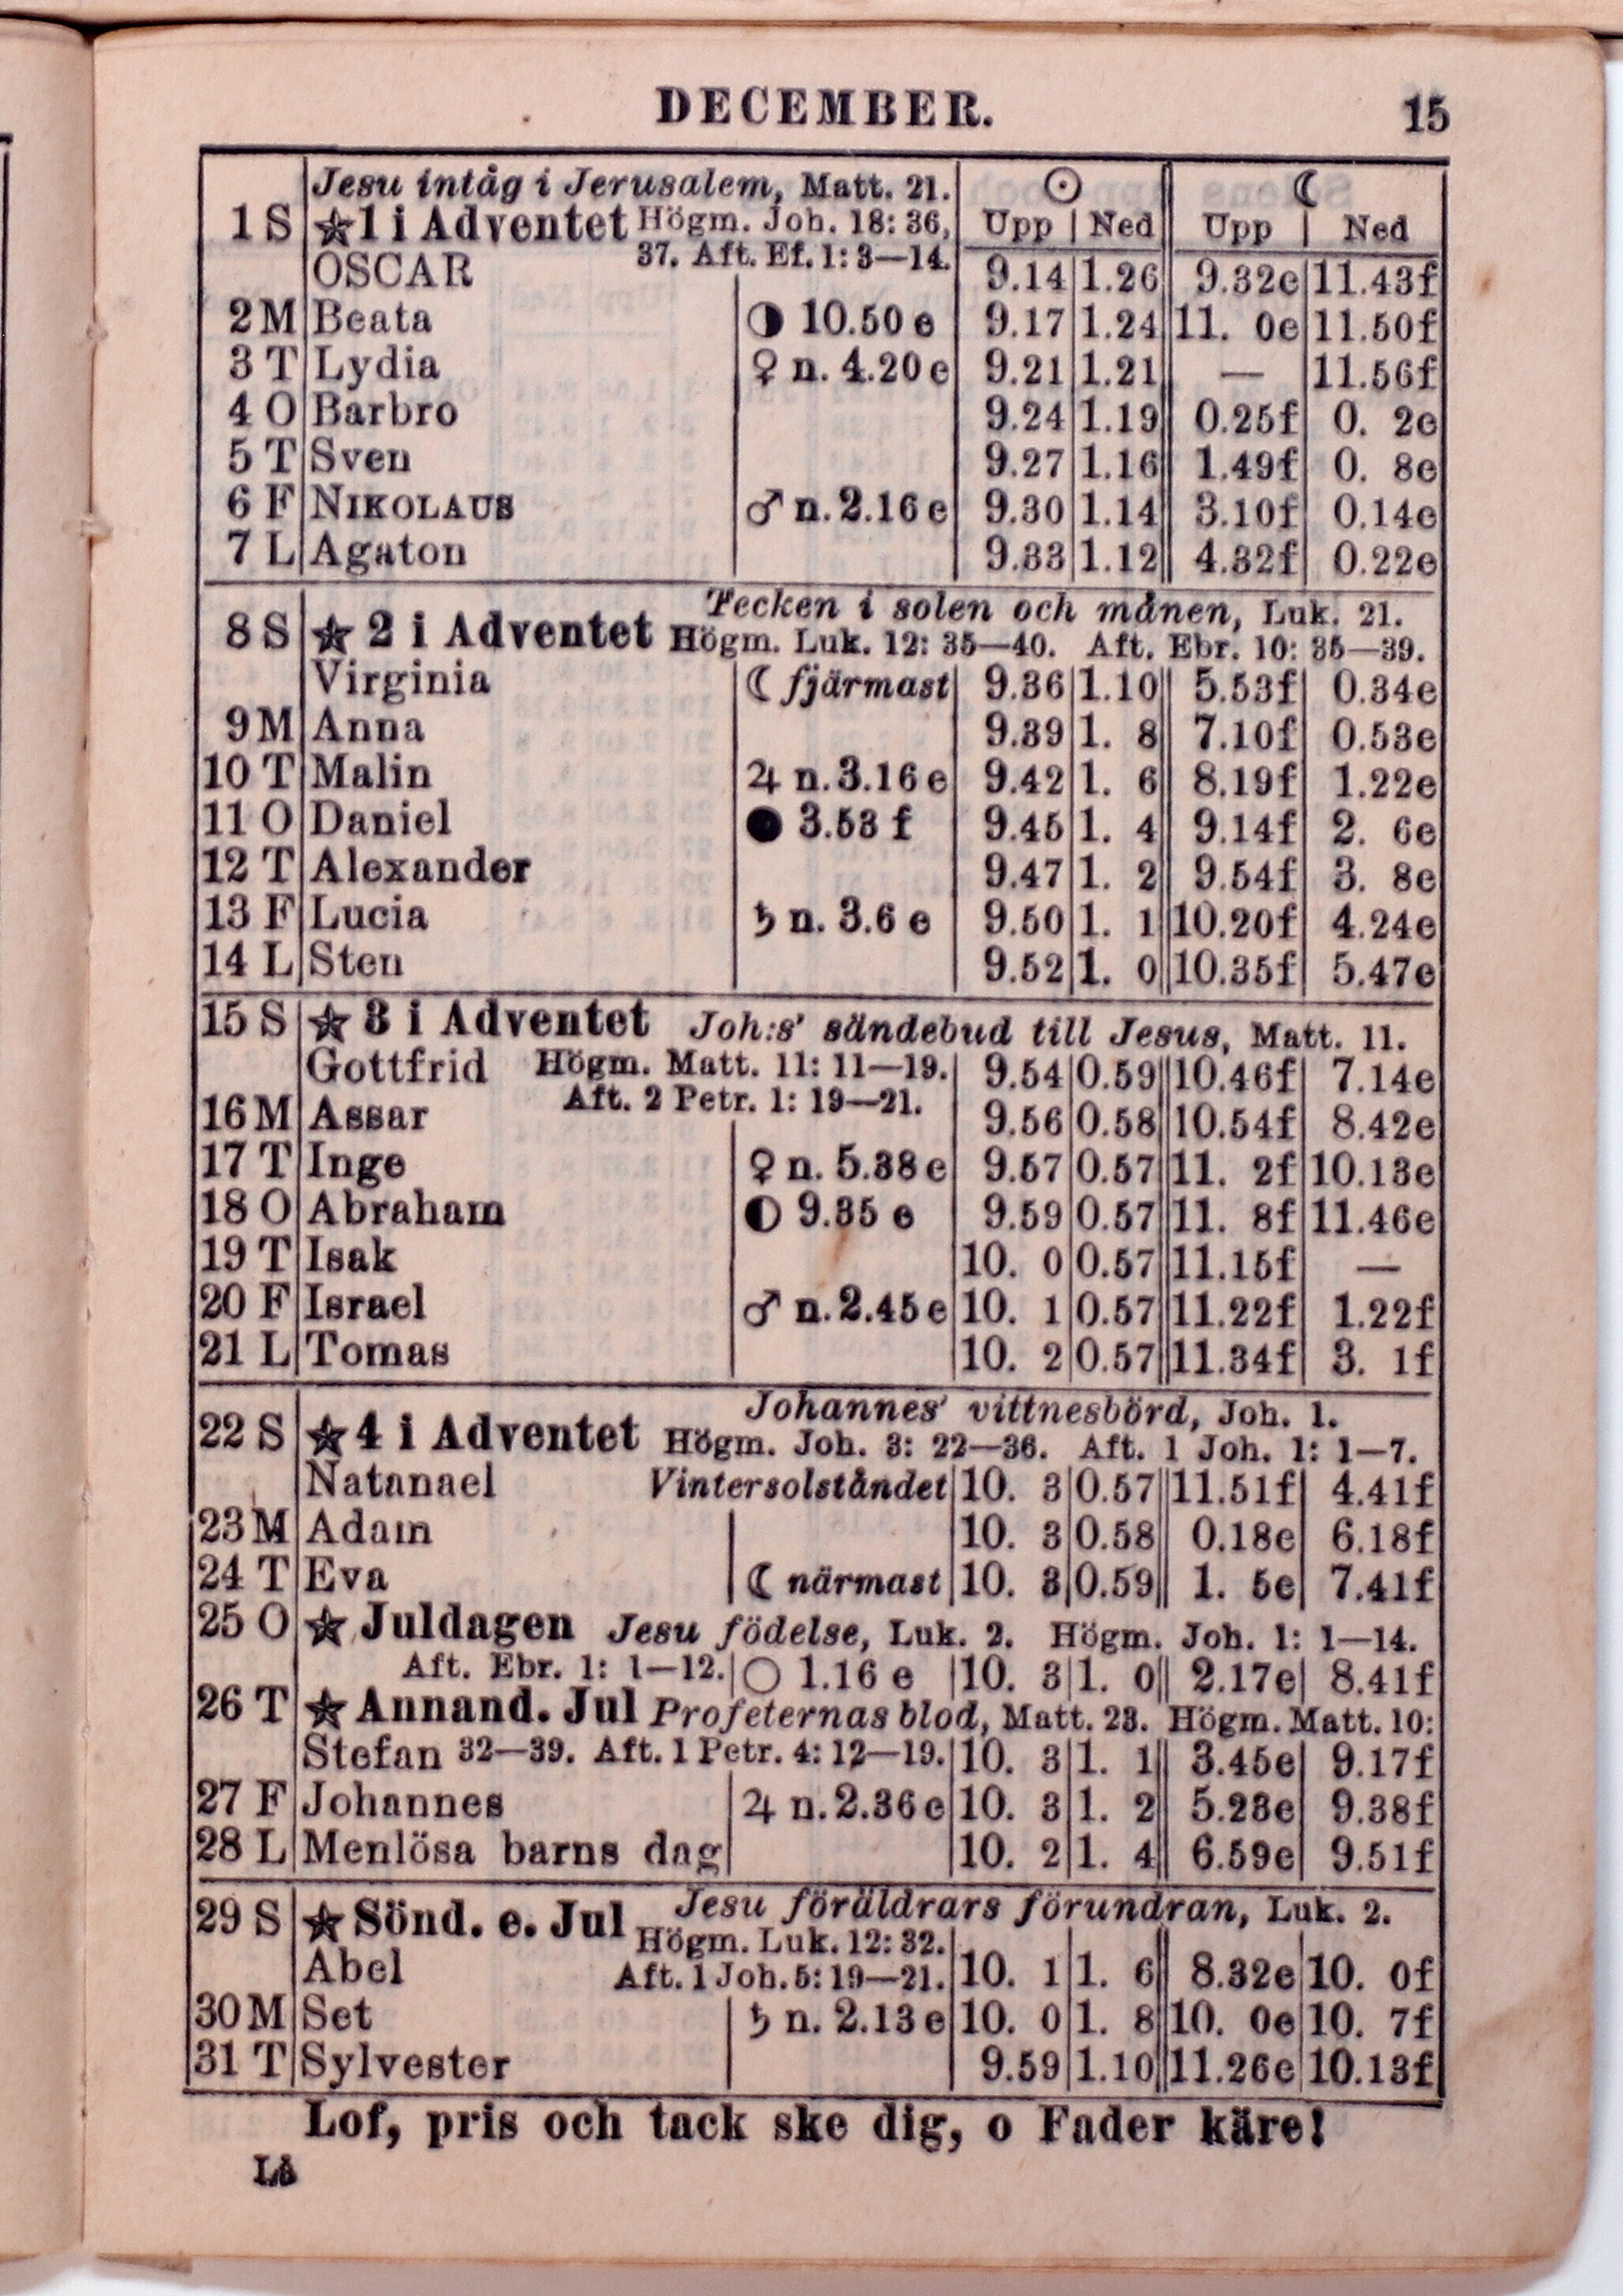 DECEMBER. 15
Jesu intåg i Jerusalem, Matt. 21. ☉ ☾
1 S ★1 i Adventet Högm. Joh. 18: 36, Upp Ned Upp Ned
37. Aft. Ef. 1: 3—14.
OSCAR 9.14 1.26 9.32e 11.43f
2 M Beata ◑ 10.50 e 9.17 1.24 11. 0e 11.50f
3 T Lydia ♀ n. 4.20 e 9.21 1.21 — 11.56f
4 O Barbro 9.24 1.19 0.25f 0. 2e
5 T Sven 9.27 1.16 1.49f 0. 8e
6 F NIKOLAUS ♂ n. 2.16 e 9.30 1.14 3.10f 0.14e
7 L Agaton 9.33 1.12 4.32f 0.22e
Tecken i solen och månen, Luk. 21.
8 S ★ 2 i Adventet Högm. Luk. 12: 35—40. Aft. Ebr. 10: 35—39.
Virginia ☾ fjärmast 9.36 1.10 5.53f 0.34e
9 M Anna 9.39 1. 8 7.10f 0.53e
10 T Malin ♃ n. 3.16 e 9.42 1. 6 8.19f 1.22e
11 O Daniel ● 3.53 f 9.45 1. 4 9.14f 2. 6e
12 T Alexander 9.47 1. 2 9.54f 3. 8e
13 F Lucia ♄ n. 3.6 e 9.50 1. 1 10.20f 4.24e
14 L Sten 9.52 1. 0 10.35f 5.47e
15 S ★ 3 i Adventet Joh:s' sändebud till Jesus, Matt. 11.
Gottfrid Högm. Matt. 11: 11—19. 9.54 0.59 10.46f 7.14e
Aft. 2 Petr. 1: 19—21.
16 M Assar 9.56 0.58 10.54f 8.42e
17 T Inge ♀ n. 5.38 e 9.57 0.57 11. 2f 10.13e
18 O Abraham ◐ 9.35 e 9.59 0.57 11. 8f 11.46e
19 T Isak 10. 0 0.57 11.15f —
20 F Israel ♂ n. 2.45 e 10. 1 0.57 11.22f 1.22f
21 L Tomas 10. 2 0.57 11.34f 3. 1f
Johannes' vittnesbörd, Joh. 1.
22 S ★4 i Adventet Högm. Joh. 3: 22—36. Aft. 1 Joh. 1: 1—7.
Natanael Vintersolståndet 10. 3 0.57 11.51f 4.41f
23 M Adam 10. 3 0.58 0.18e 6.18f
24 T Eva ☾ närmast 10. 3 0.59 1. 5e 7.41f
25 O ★ Juldagen Jesu födelse, Luk. 2. Högm. Joh. 1: 1—14.
Aft. Ebr. 1: 1—12. ○ 1.16 e 10. 3 1. 0 2.17e 8.41f
26 T ★ Annand. Jul Profeternas blod, Matt. 23. Högm. Matt. 10:
Stefan 32—39. Aft. 1 Petr. 4: 12—19. 10. 3 1. 1 3.45e 9.17f
27 F Johannes ♃ n. 2.36 e 10. 3 1. 2 5.23e 9.38f
28 L Menlösa barns dag 10. 2 1. 4 6.59e 9.51f
Jesu föräldrars förundran, Luk. 2.
29 S ★ Sönd. e. Jul Högm. Luk. 12: 32.
Abel Aft. 1 Joh. 5: 19—21. 10. 1 1. 6 8.32e 10. 0f
30 M Set ♄ n. 2.13 e 10. 0 1. 8 10. 0e 10. 7f
31 T Sylvester 9.59 1.10 11.26e 10.13f
Lof, pris och tack ske dig, o Fader käre!
Lå